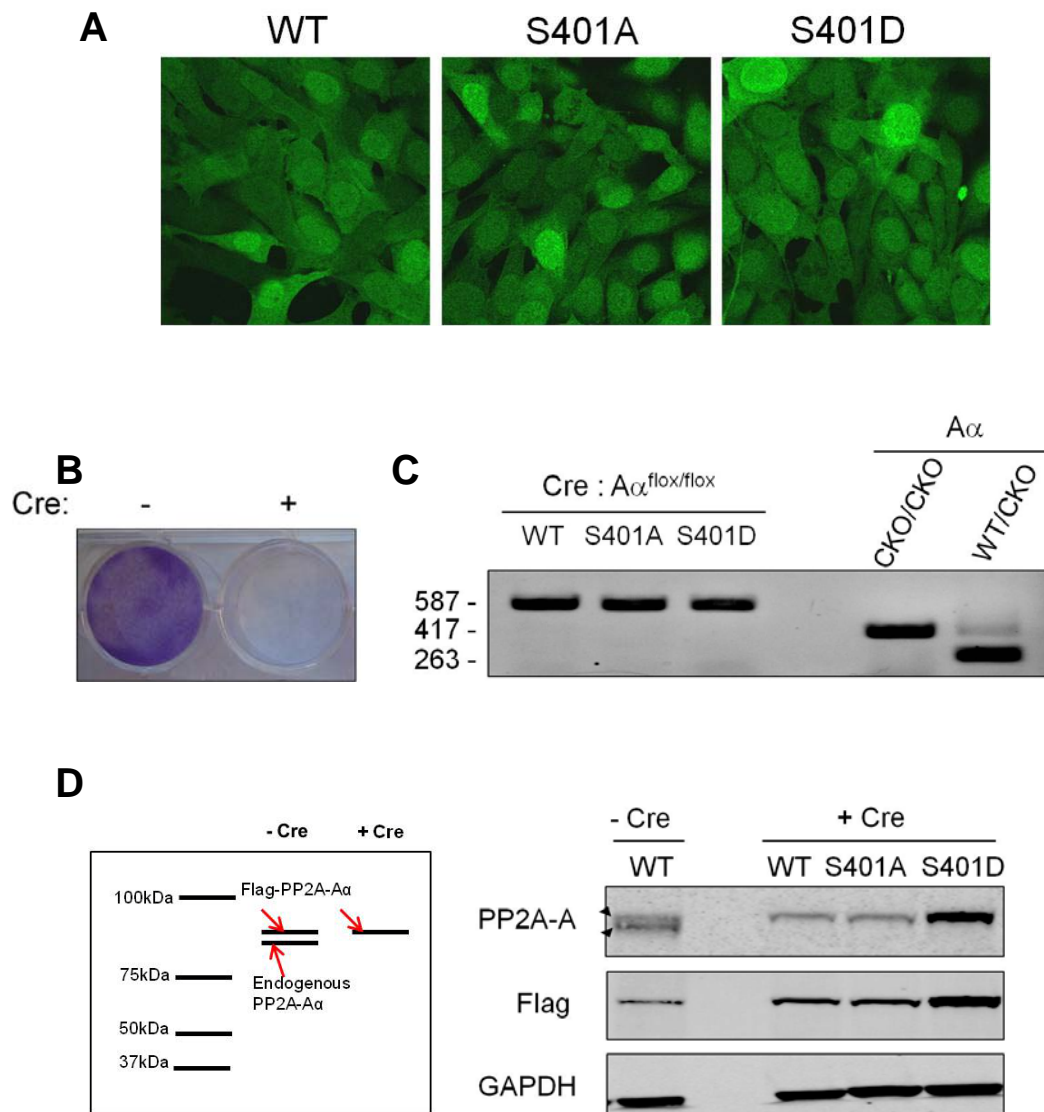 A
WT S401A S401D
B
Cre: - +
C
Cre : Aα^flox/flox
WT S401A S401D
Aα
CKO/CKO WT/CKO
587 -
417 -
263 -
D
- Cre + Cre
100kDa
Flag-PP2A-Aα
75kDa
Endogenous
PP2A-Aα
50kDa
37kDa
- Cre + Cre
WT WT S401A S401D
PP2A-A
Flag
GAPDH